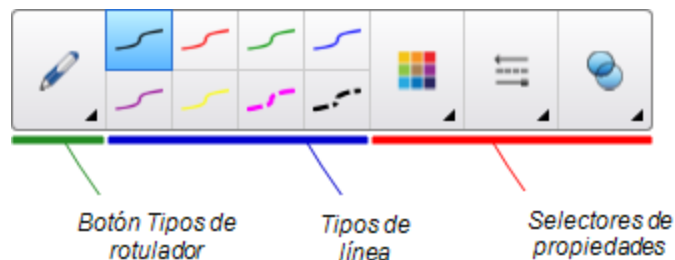 Botón Tipos de
rotulador
Tipos de
línea
Selectores de
propiedades